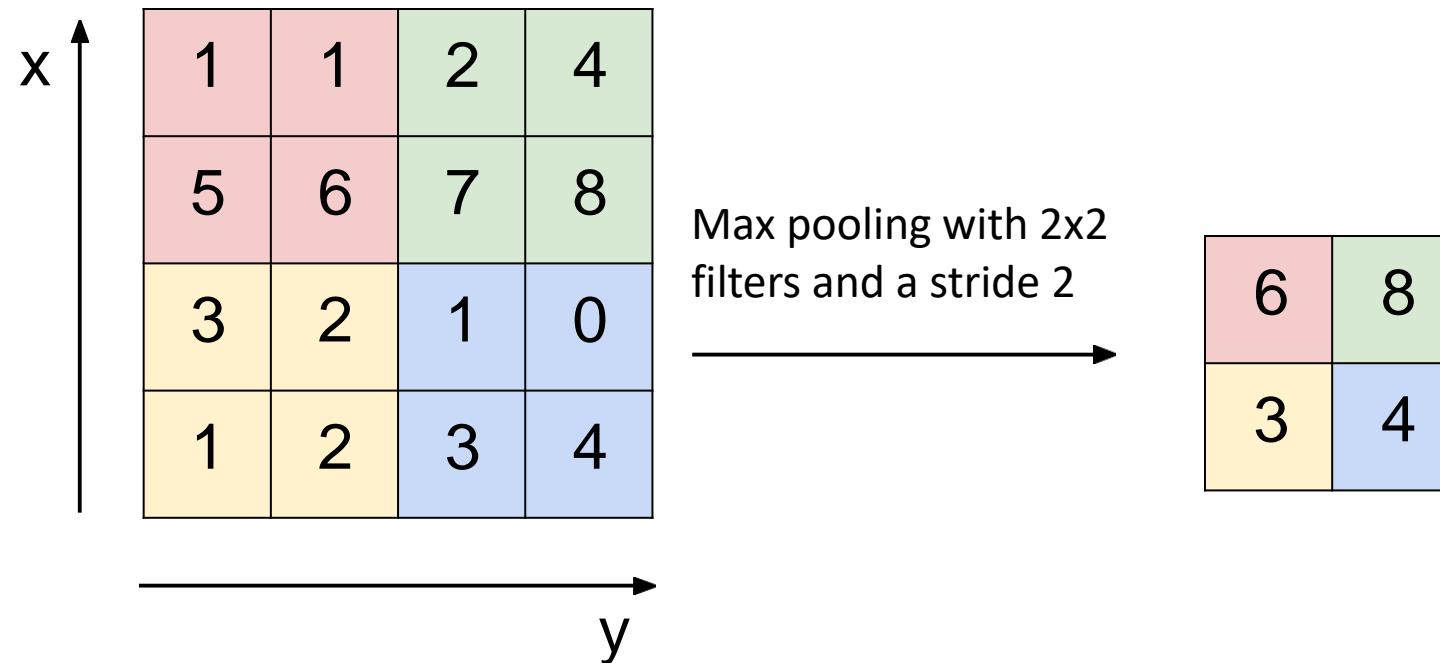 x
1 1 2 4
5 6 7 8
3 2 1 0
1 2 3 4
y
Max pooling with 2x2
filters and a stride 2
6 8
3 4